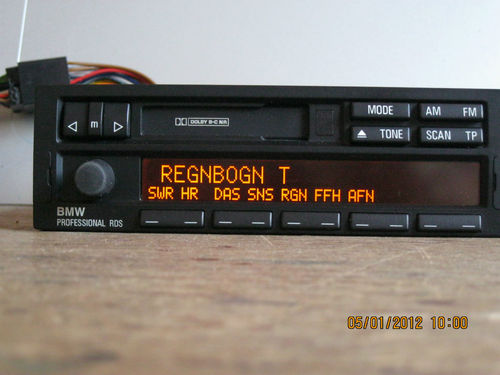 MODE AM FM
m DOLBY B-C NR
TONE SCAN TP
REGNBOGN T
SWR HR DAS SNS RGN FFH AFN
BMW
PROFESSIONAL RDS
05/01/2012 10:00